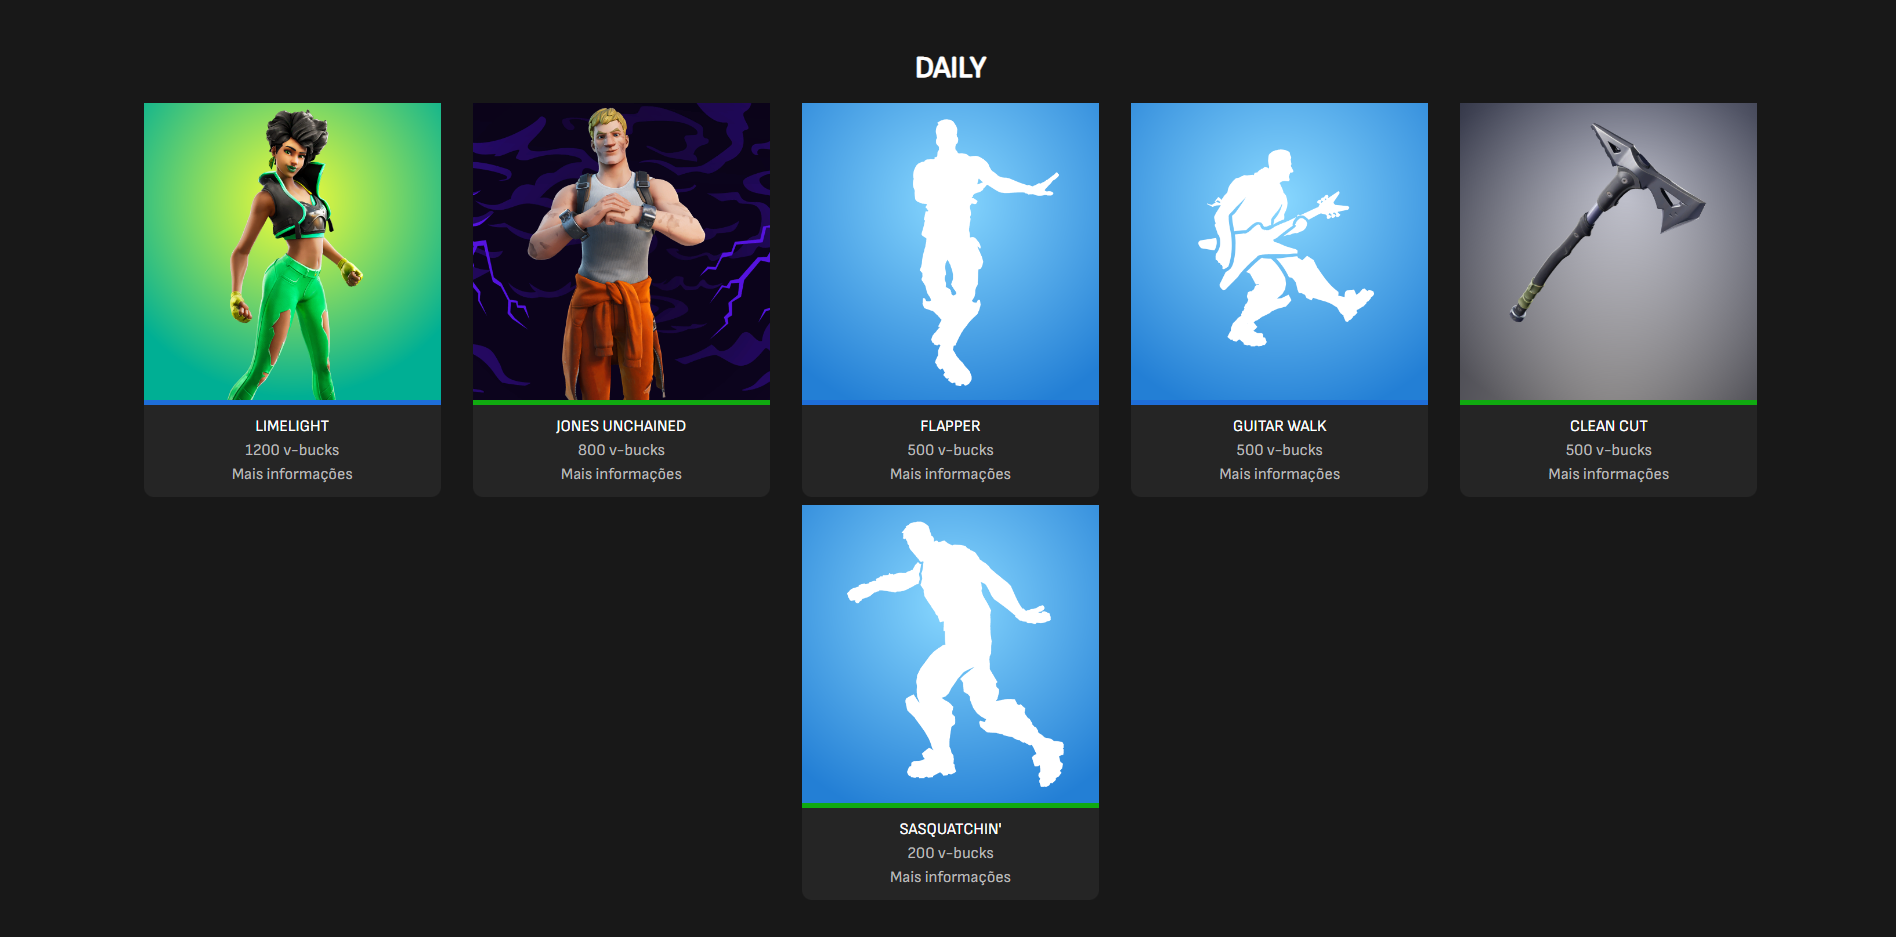 DAILY
LIMELIGHT
1200 v-bucks
Mais informações
JONES UNCHAINED
800 v-bucks
Mais informações
FLAPPER
500 v-bucks
Mais informações
GUITAR WALK
500 v-bucks
Mais informações
CLEAN CUT
500 v-bucks
Mais informações
SASQUATCHIN'
200 v-bucks
Mais informações